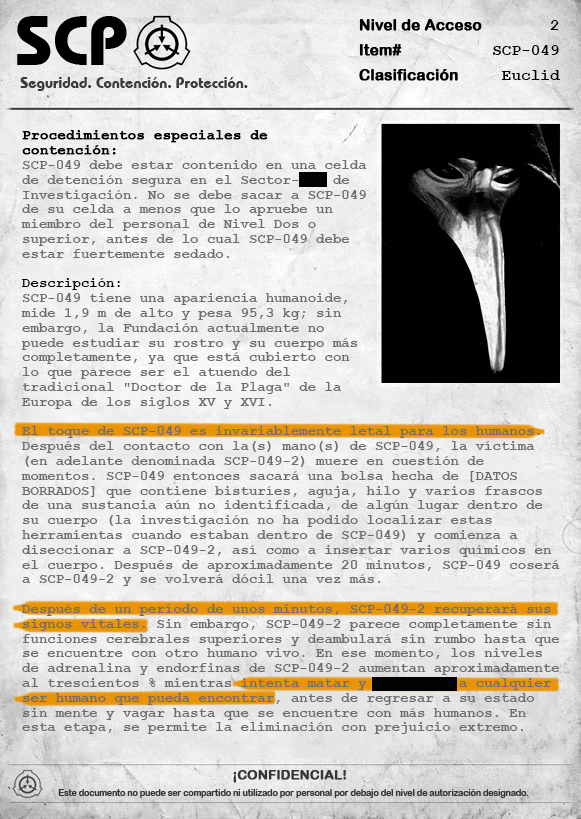 SCP
Seguridad. Contención. Protección.
Nivel de Acceso 2
Item# SCP-049
Clasificación Euclid
Procedimientos especiales de
contención:
SCP-049 debe estar contenido en una celda
de detención segura en el Sector- de
Investigación. No se debe sacar a SCP-049
de su celda a menos que lo apruebe un
miembro del personal de Nivel Dos o
superior, antes de lo cual SCP-049 debe
estar fuertemente sedado.
Descripción:
SCP-049 tiene una apariencia humanoide,
mide 1,9 m de alto y pesa 95,3 kg; sin
embargo, la Fundación actualmente no
puede estudiar su rostro y su cuerpo más
completamente, ya que está cubierto con
lo que parece ser el atuendo del
tradicional "Doctor de la Plaga" de la
Europa de los siglos XV y XVI.
El toque de SCP-049 es invariablemente letal para los humanos.
Después del contacto con la(s) mano(s) de SCP-049, la víctima
(en adelante denominada SCP-049-2) muere en cuestión de
momentos. SCP-049 entonces sacará una bolsa hecha de [DATOS
BORRADOS] que contiene bisturíes, aguja, hilo y varios frascos
de una sustancia aún no identificada, de algún lugar dentro de
su cuerpo (la investigación no ha podido localizar estas
herramientas cuando estaban dentro de SCP-049) y comienza a
diseccionar a SCP-049-2, así como a insertar varios químicos en
el cuerpo. Después de aproximadamente 20 minutos, SCP-049 coserá
a SCP-049-2 y se volverá dócil una vez más.
Después de un período de unos minutos, SCP-049-2 recuperará sus
signos vitales. Sin embargo, SCP-049-2 parece completamente sin
funciones cerebrales superiores y deambulará sin rumbo hasta que
se encuentre con otro humano vivo. En ese momento, los niveles
de adrenalina y endorfinas de SCP-049-2 aumentan aproximadamente
al trescientos % mientras intenta matar y a cualquier
ser humano que pueda encontrar, antes de regresar a su estado
sin mente y vagar hasta que se encuentre con más humanos. En
esta etapa, se permite la eliminación con prejuicio extremo.
¡CONFIDENCIAL!
Este documento no puede ser compartido ni utilizado por personal por debajo del nivel de autorización designado.